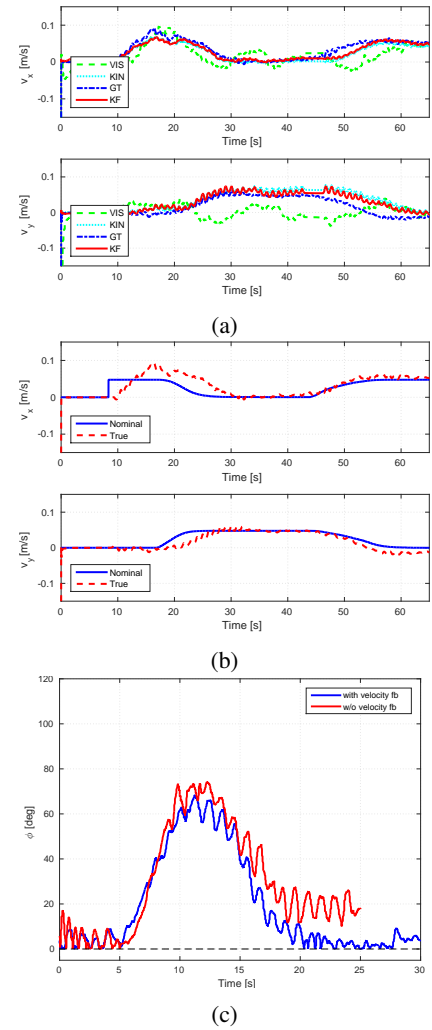 0.1
0
-0.1
v_x [m/s]
VIS
KIN
GT
KF
0 10 20 30 40 50 60
Time [s]
0.1
0
-0.1
v_y [m/s]
VIS
KIN
GT
KF
0 10 20 30 40 50 60
Time [s]
(a)
0.1
0
-0.1
v_x [m/s]
Nominal
True
0 10 20 30 40 50 60
Time [s]
0.1
0
-0.1
v_y [m/s]
Nominal
True
0 10 20 30 40 50 60
Time [s]
(b)
120
100
80
60
40
20
0
ϕ [deg]
with velocity fb
w/o velocity fb
0 5 10 15 20 25 30
Time [s]
(c)